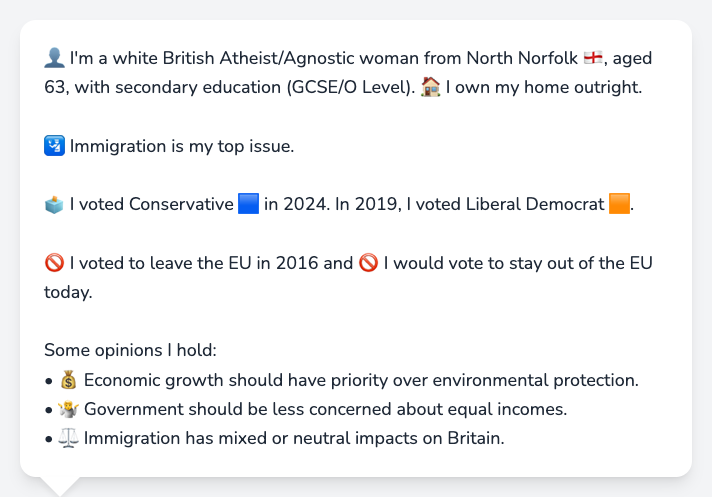 👤 I'm a white British Atheist/Agnostic woman from North Norfolk 🏴󠁧󠁢󠁥󠁮󠁧󠁿, aged
63, with secondary education (GCSE/O Level). 🏠 I own my home outright.
🛂 Immigration is my top issue.
🗳️ I voted Conservative 🟦 in 2024. In 2019, I voted Liberal Democrat 🟧.
🚫 I voted to leave the EU in 2016 and 🚫 I would vote to stay out of the EU
today.
Some opinions I hold:
• 💰 Economic growth should have priority over environmental protection.
• 🤷 Government should be less concerned about equal incomes.
• ⚖️ Immigration has mixed or neutral impacts on Britain.